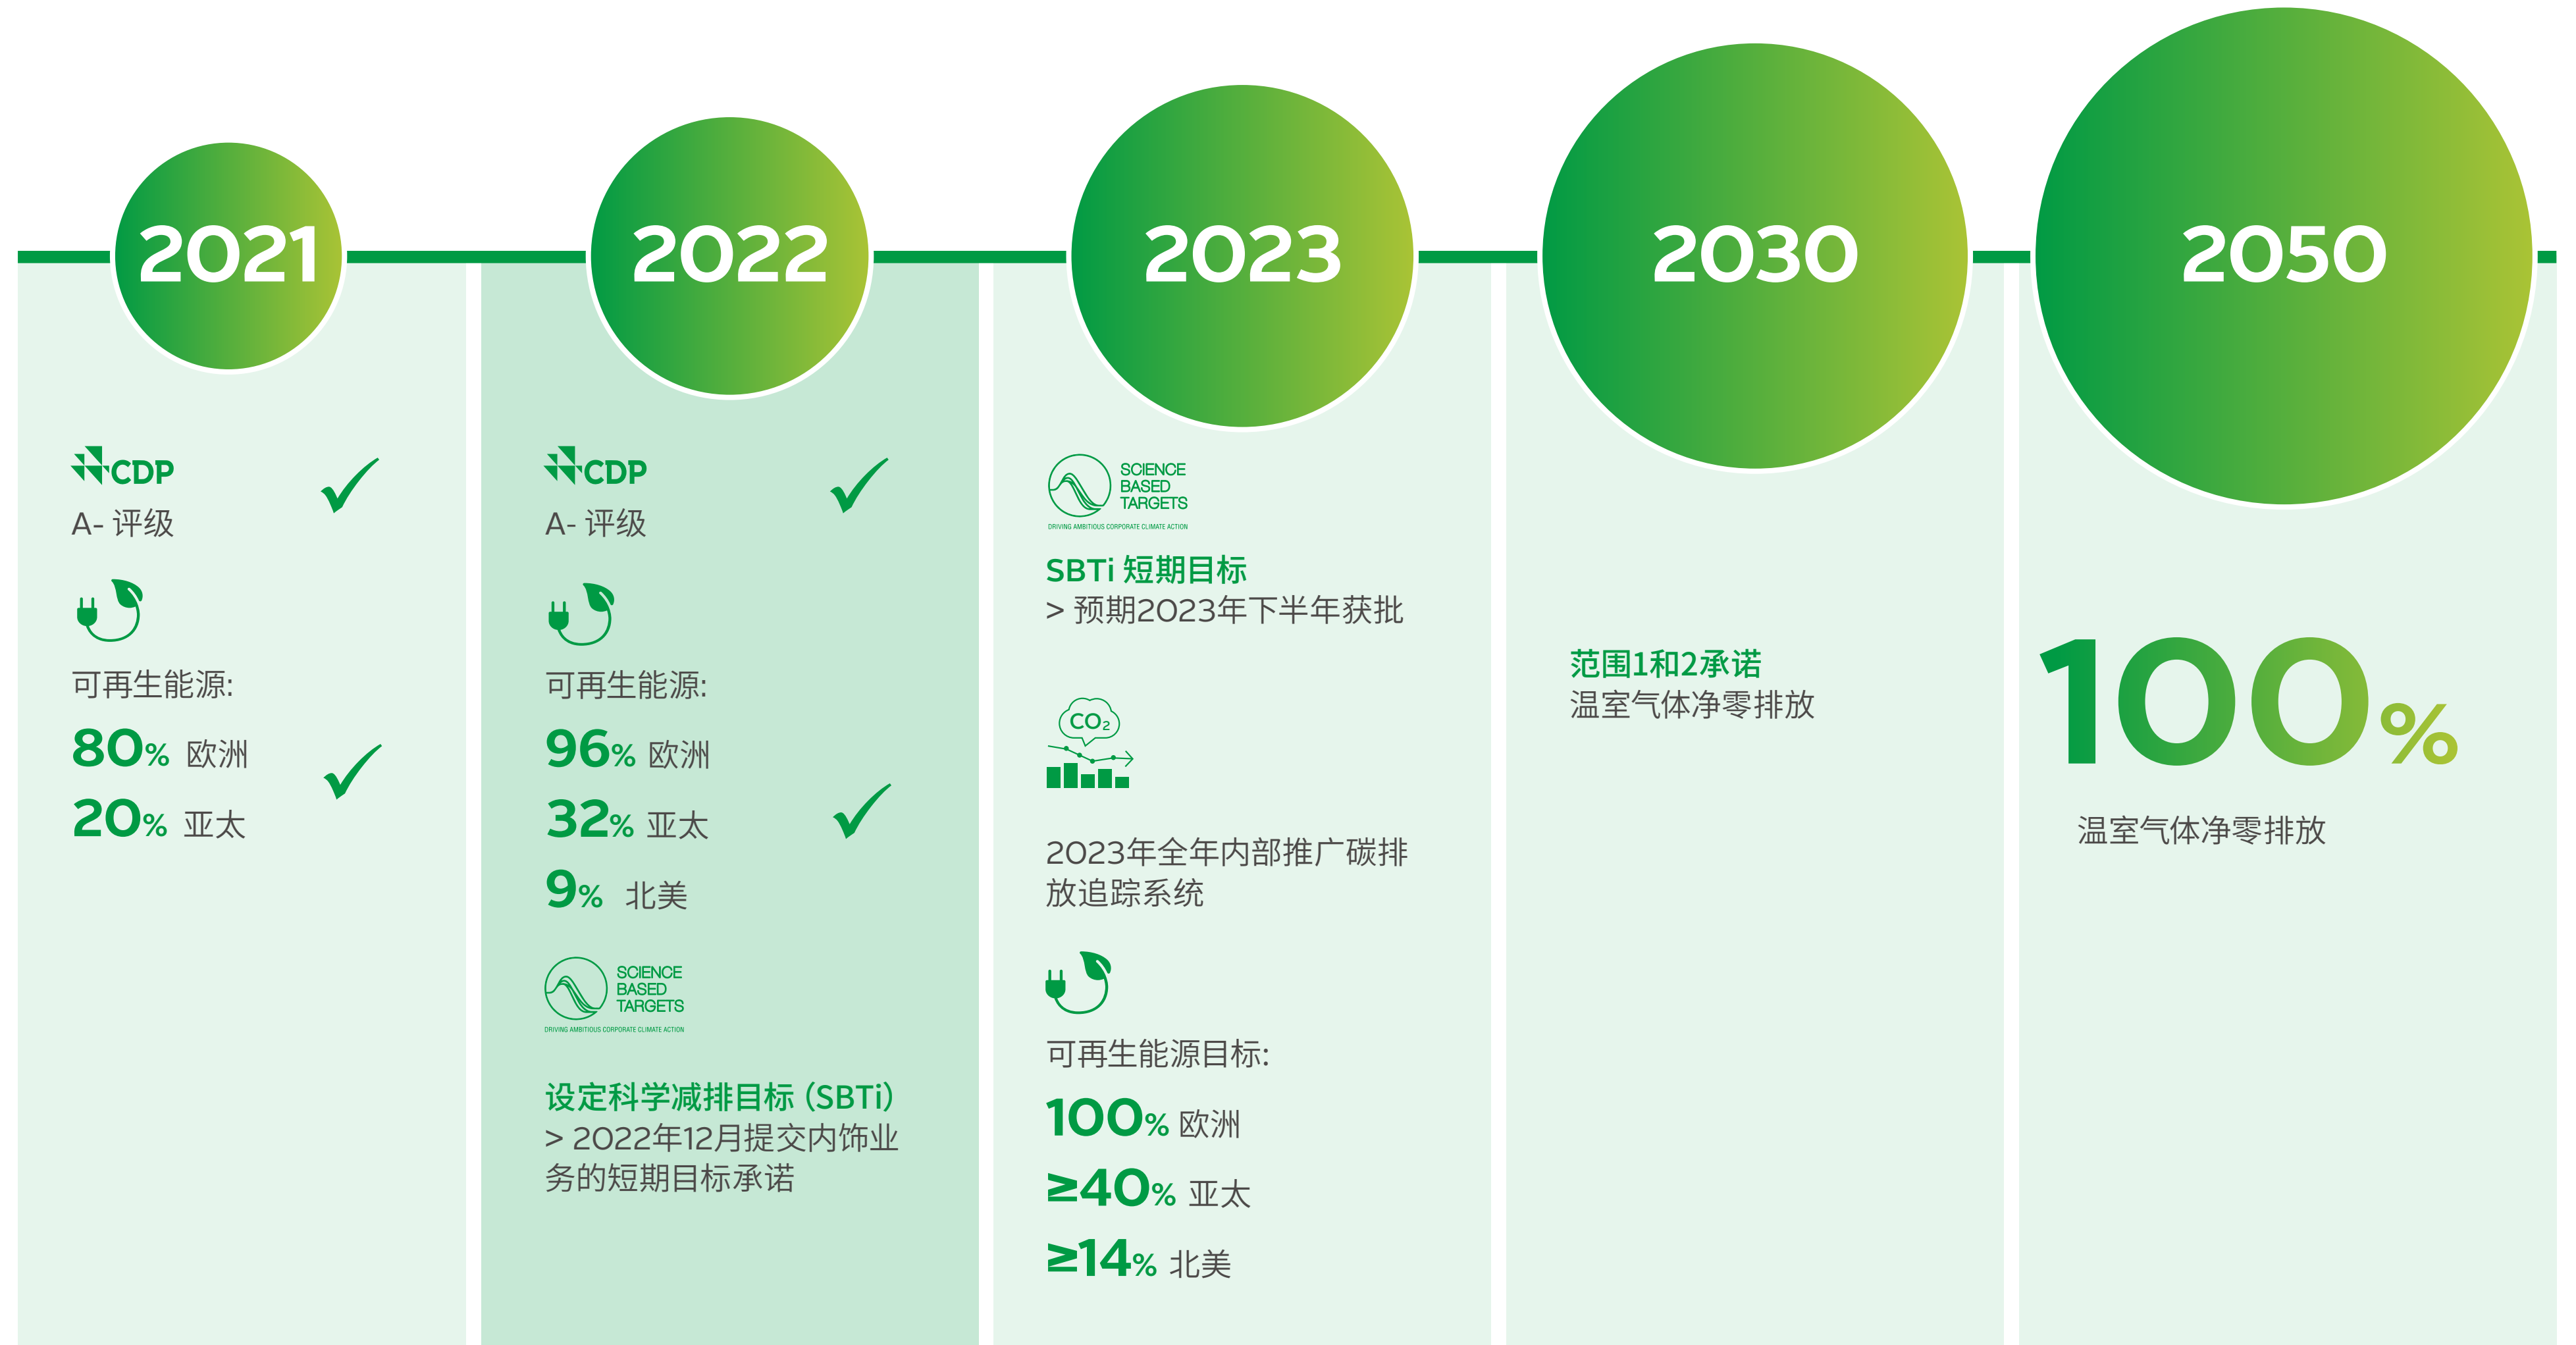 2021
CDP
A- 评级
可再生能源:
80% 欧洲
20% 亚太
2022
CDP
A- 评级
可再生能源:
96% 欧洲
32% 亚太
9% 北美
SCIENCE
BASED
TARGETS
DRIVING AMBITIOUS CORPORATE CLIMATE ACTION
设定科学减排目标（SBTi）
> 2022年12月提交内饰业
务的短期目标承诺
2023
SCIENCE
BASED
TARGETS
DRIVING AMBITIOUS CORPORATE CLIMATE ACTION
SBTi 短期目标
> 预期2023年下半年获批
CO₂
2023年全年内部推广碳排
放追踪系统
可再生能源目标:
100% 欧洲
≥40% 亚太
≥14% 北美
2030
范围1和2承诺
温室气体净零排放
2050
100%
温室气体净零排放